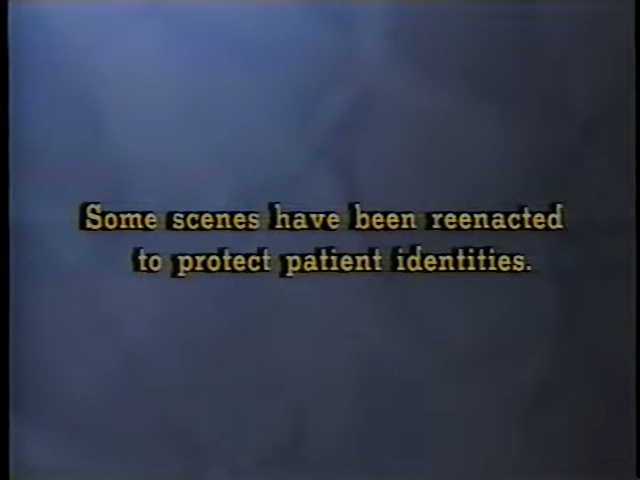 Some scenes have been reenacted
to protect patient identities.